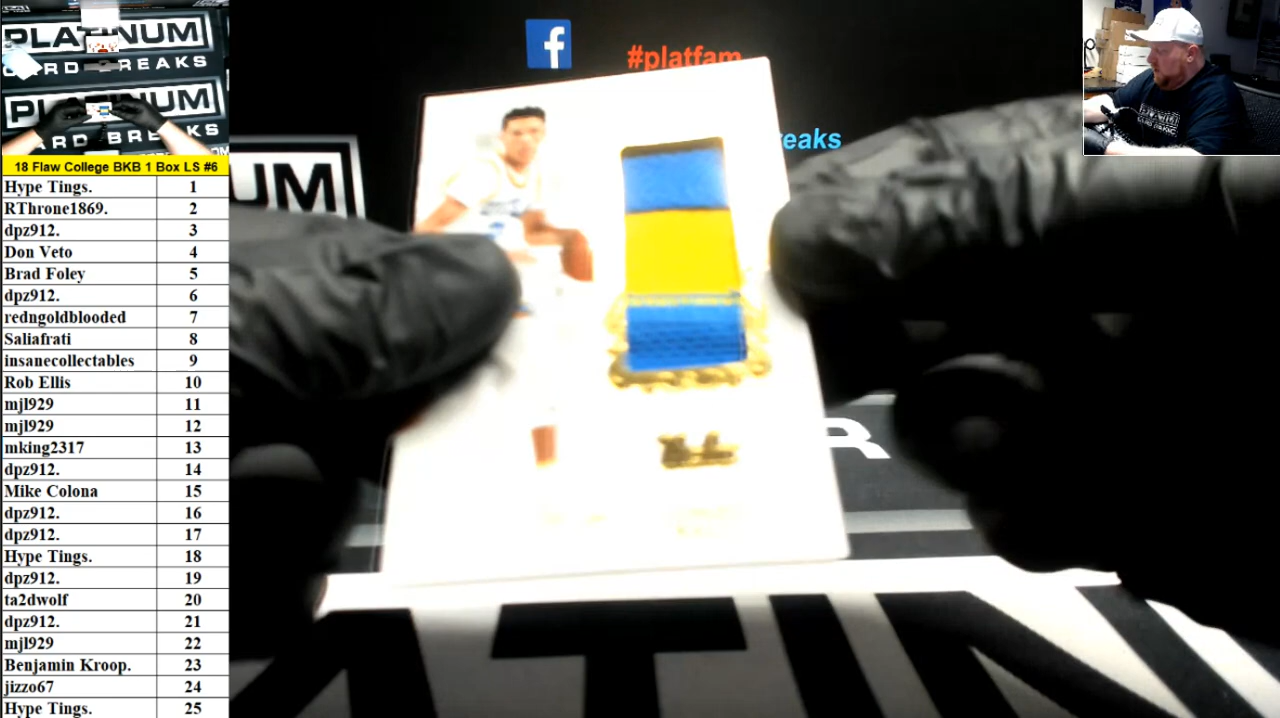 PLATINUM
CARD BREAKS
PLATINUM
CARD BREAKS
18 Flaw College BKB 1 Box LS #6
Hype Tings. 1
RThrone1869. 2
dpz912. 3
Don Veto 4
Brad Foley 5
dpz912. 6
redngoldblooded 7
Saliafrati 8
insanecollectables 9
Rob Ellis 10
mjl929 11
mjl929 12
mking2317 13
dpz912. 14
Mike Colona 15
dpz912. 16
dpz912. 17
Hype Tings. 18
dpz912. 19
ta2dwolf 20
dpz912. 21
mjl929 22
Benjamin Kroop. 23
jizzo67 24
Hype Tings. 25
f
#platfam
eaks
UM
R
ATIN